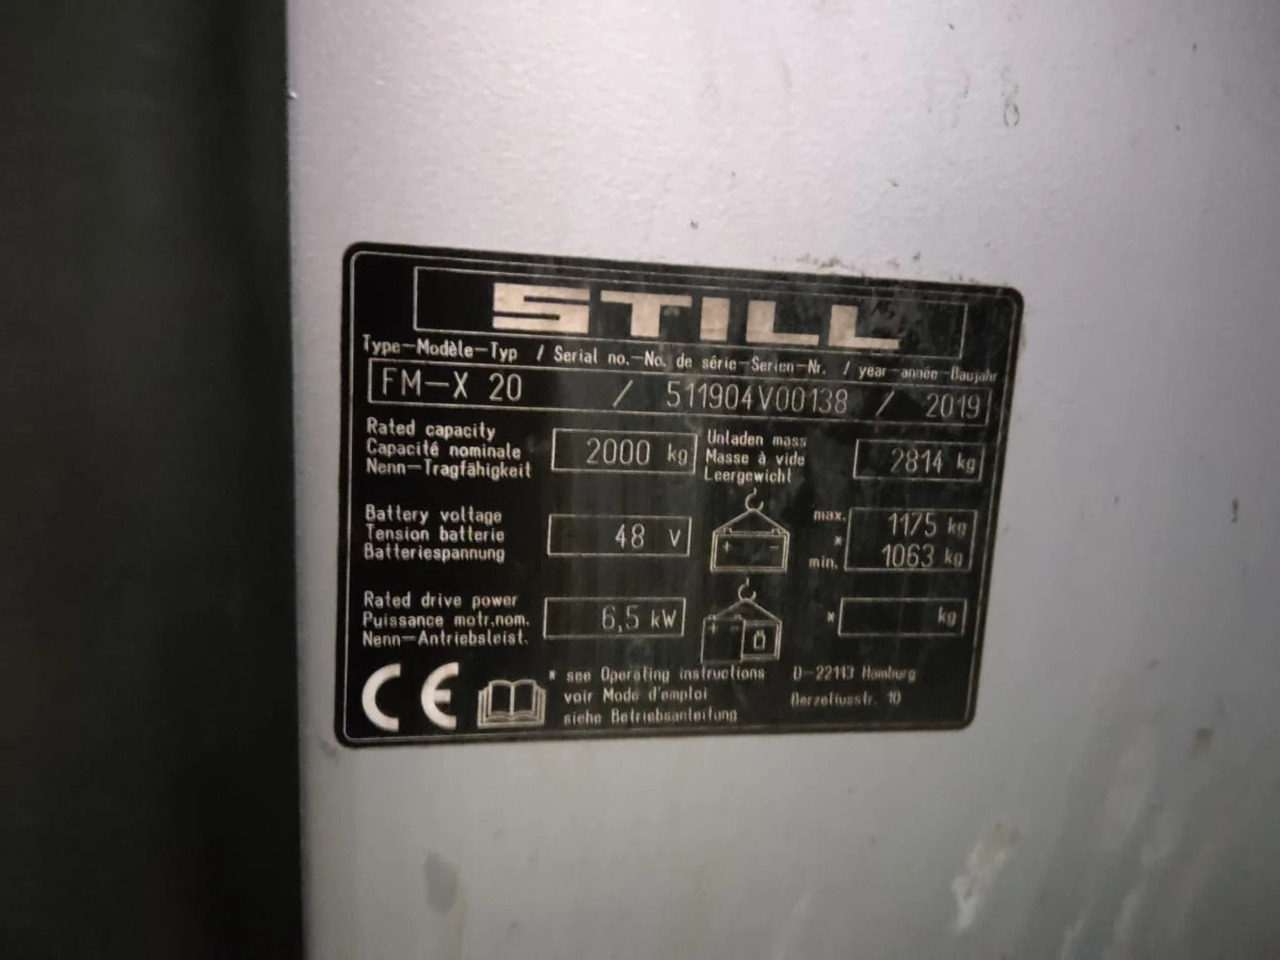 STILL
Type-Modèle-Typ / Serial no.-No. de série-Serien-Nr. / year-année-Baujahr
FM-X 20 / 511904V00138 / 2019
Rated capacity
Capacité nominale
Nenn-Tragfähigkeit
2000 kg
Unladen mass
Masse à vide
Leergewicht
2814 kg
Battery voltage
Tension batterie
Batteriespannung
48 V
+ -
max. 1175 kg
*
min. 1063 kg
Rated drive power
Puissance motr.nom.
Nenn-Antriebsleist.
6,5 kW
+ -
* kg
CE
* see Operating instructions
voir Mode d'emploi
siehe Betriebsanleitung
D-22113 Hamburg
Berzeliusstr. 10